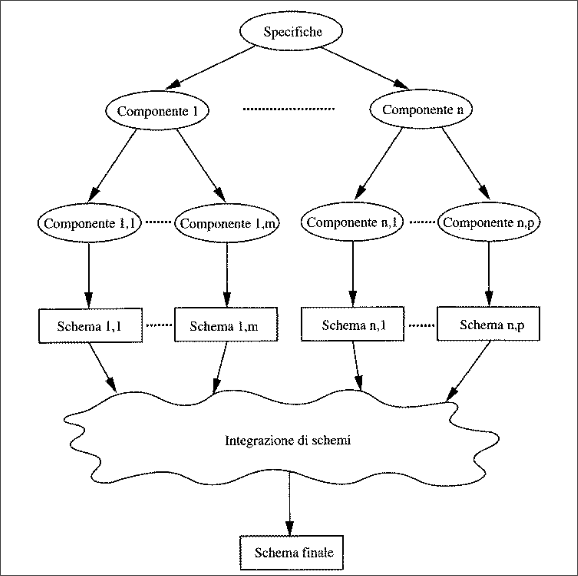 Specifiche
Componente 1
Componente n
Componente 1,1
Componente 1,m
Componente n,1
Componente n,p
Schema 1,1
Schema 1,m
Schema n,1
Schema n,p
Integrazione di schemi
Schema finale